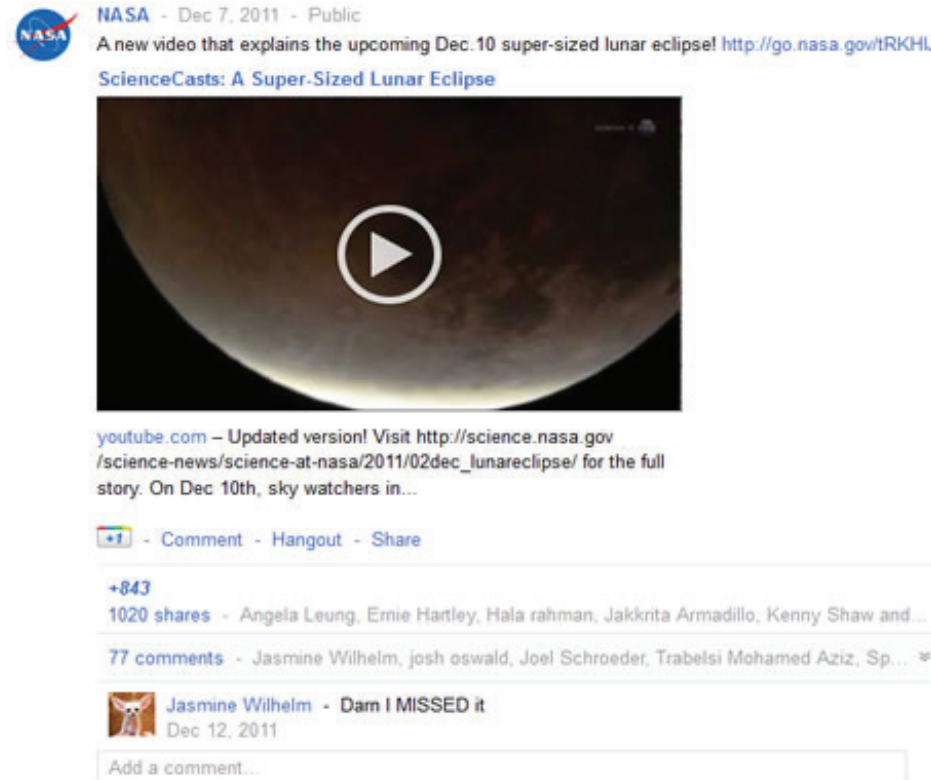 NASA
NASA - Dec 7, 2011 - Public
A new video that explains the upcoming Dec.10 super-sized lunar eclipse! http://go.nasa.gov/tRKHL
ScienceCasts: A Super-Sized Lunar Eclipse
youtube.com – Updated version! Visit http://science.nasa.gov
/science-news/science-at-nasa/2011/02dec_lunareclipse/ for the full
story. On Dec 10th, sky watchers in...
+1 - Comment - Hangout - Share
+843
1020 shares - Angela Leung, Ernie Hartley, Hala rahman, Jakkrita Armadillo, Kenny Shaw and...
77 comments - Jasmine Wilhelm, josh oswald, Joel Schroeder, Trabelsi Mohamed Aziz, Sp...
Jasmine Wilhelm - Darn I MISSED it
Dec 12, 2011
Add a comment...